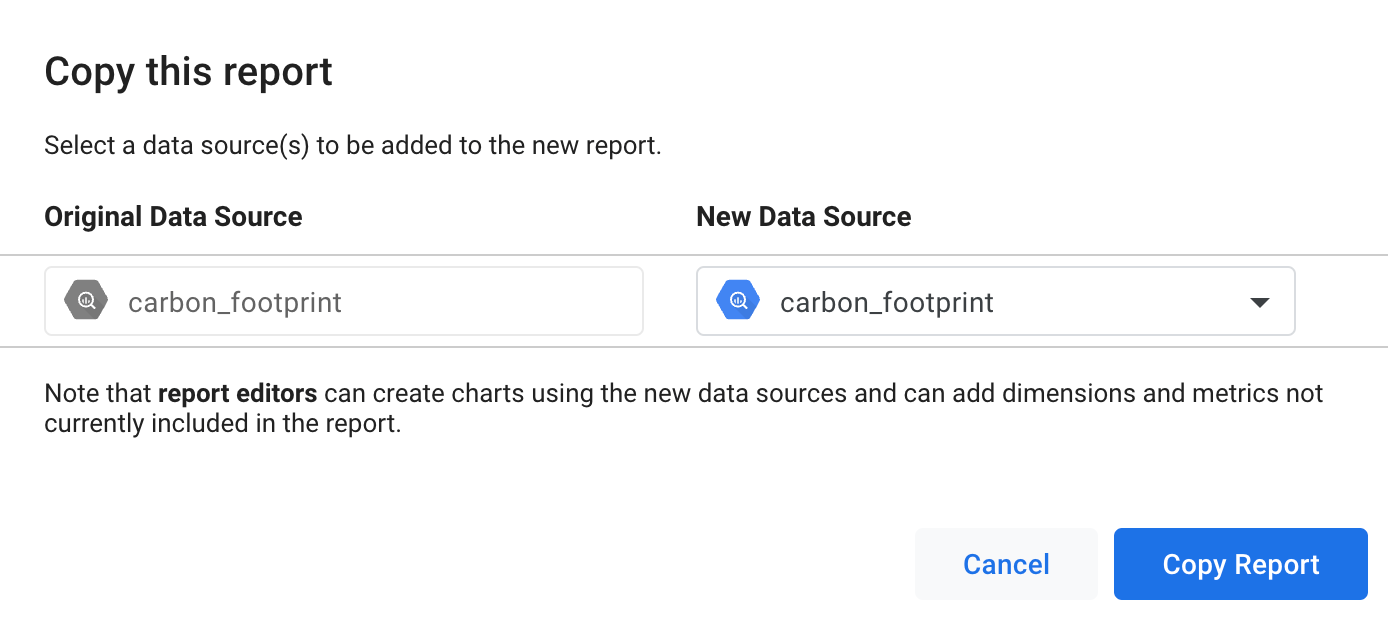 Copy this report
Select a data source(s) to be added to the new report.
Original Data Source
New Data Source
carbon_footprint
carbon_footprint
Note that report editors can create charts using the new data sources and can add dimensions and metrics not
currently included in the report.
Cancel
Copy Report